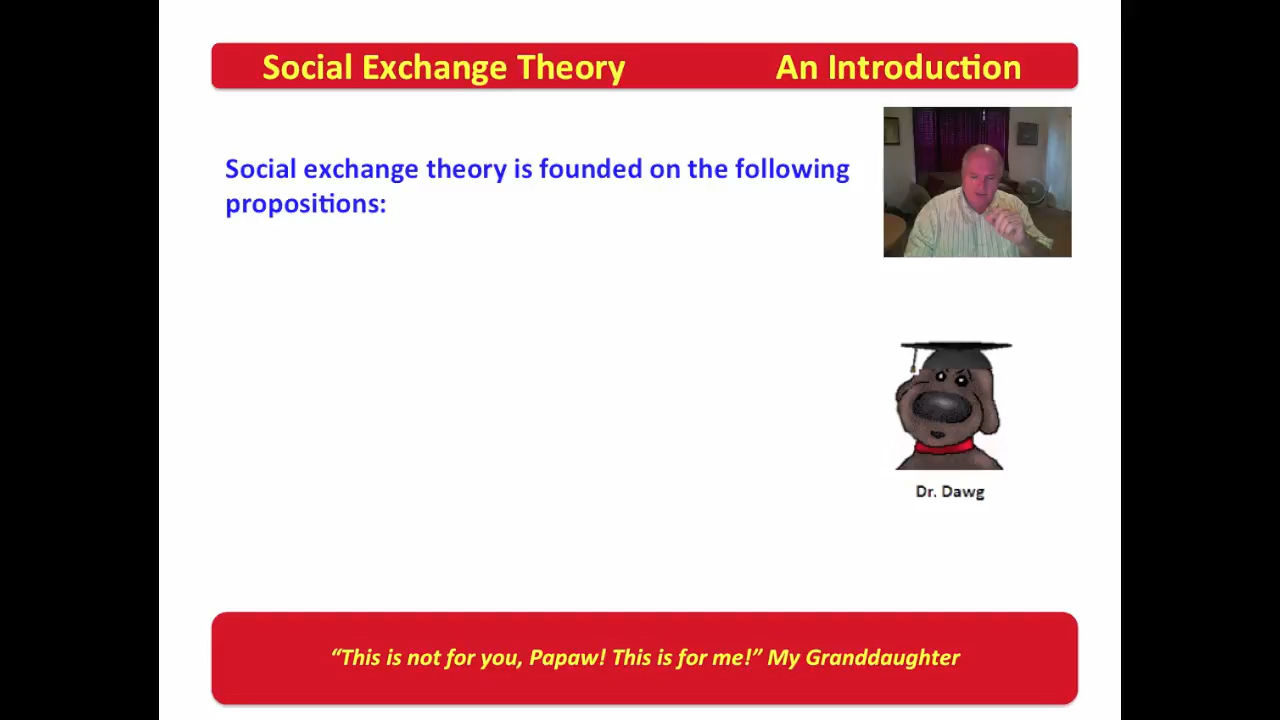 Social Exchange Theory An Introduction
Social exchange theory is founded on the following
propositions:
Dr. Dawg
“This is not for you, Papaw! This is for me!” My Granddaughter